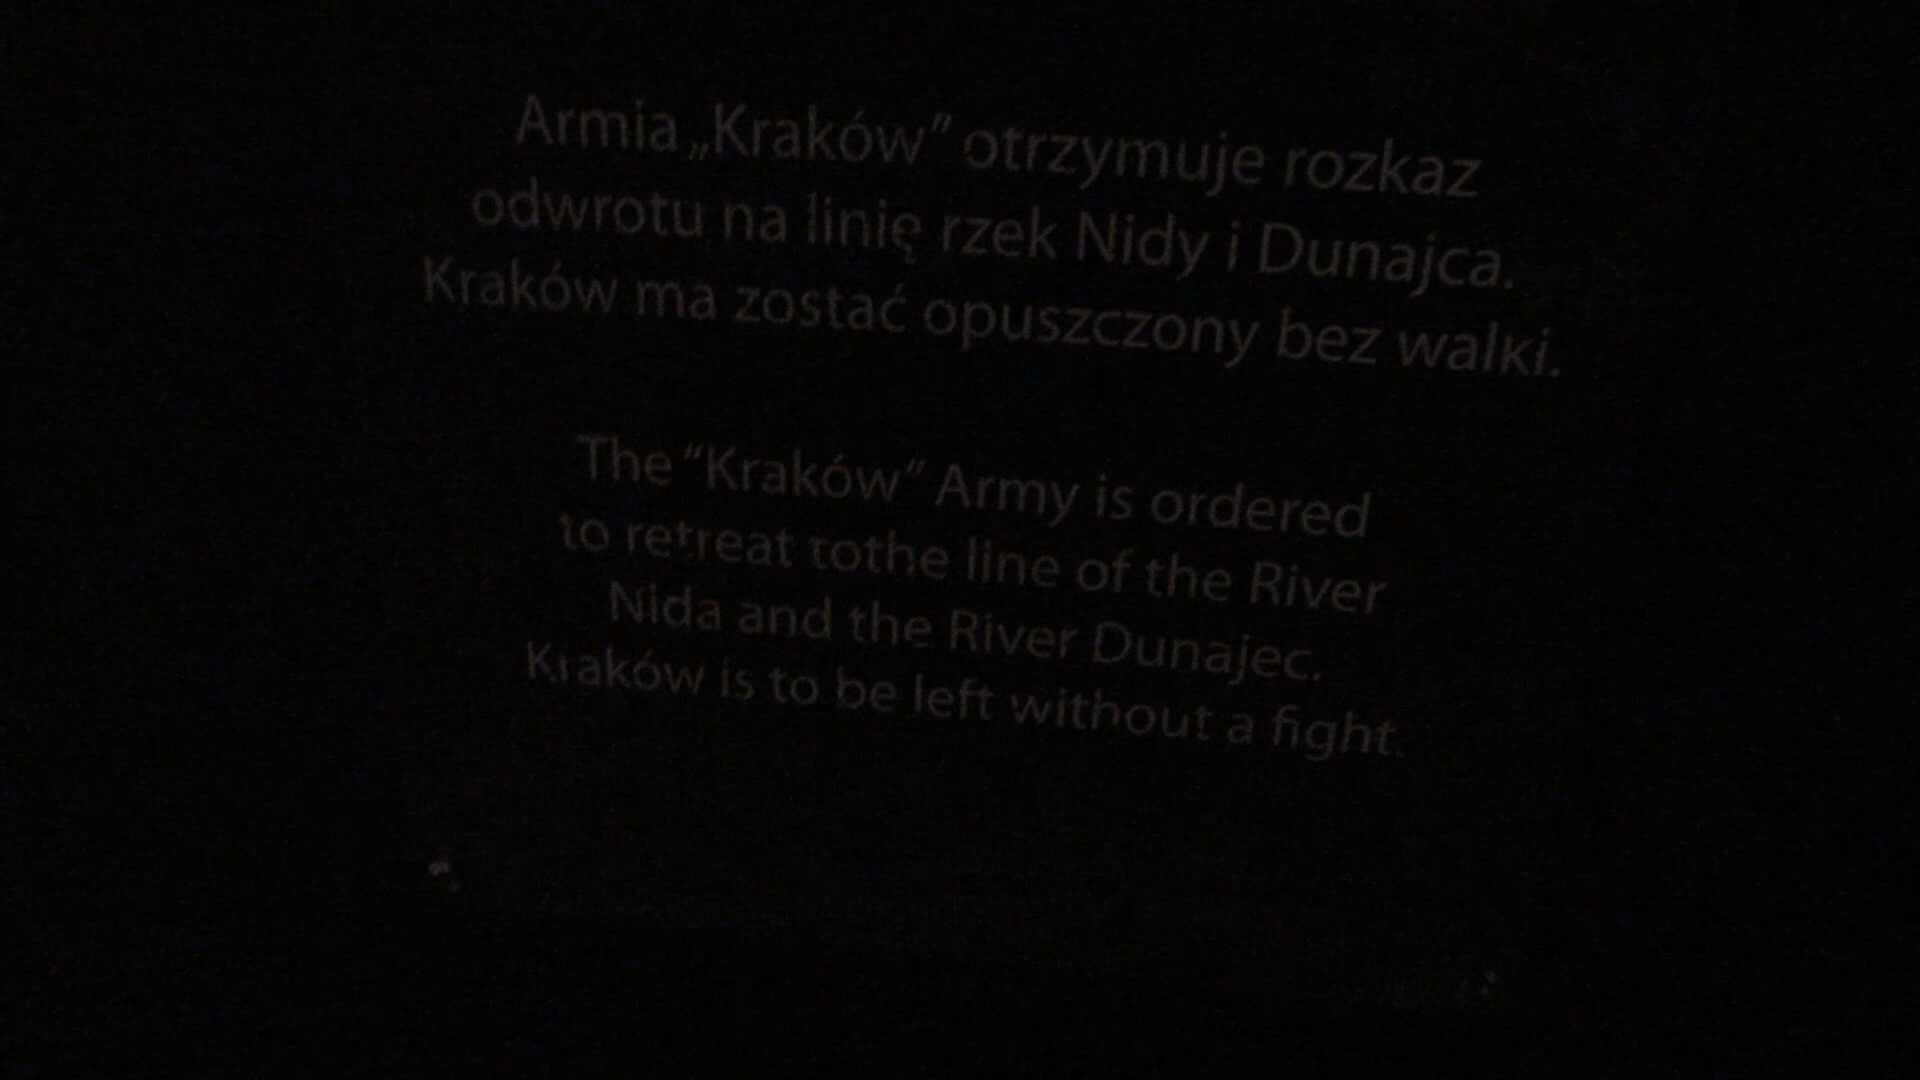 Armia „Kraków” otrzymuje rozkaz
odwrotu na linię rzek Nidy i Dunajca.
Kraków ma zostać opuszczony bez walki.
The “Kraków” Army is ordered
to retreat tothe line of the River
Nida and the River Dunajec.
Kraków is to be left without a fight.